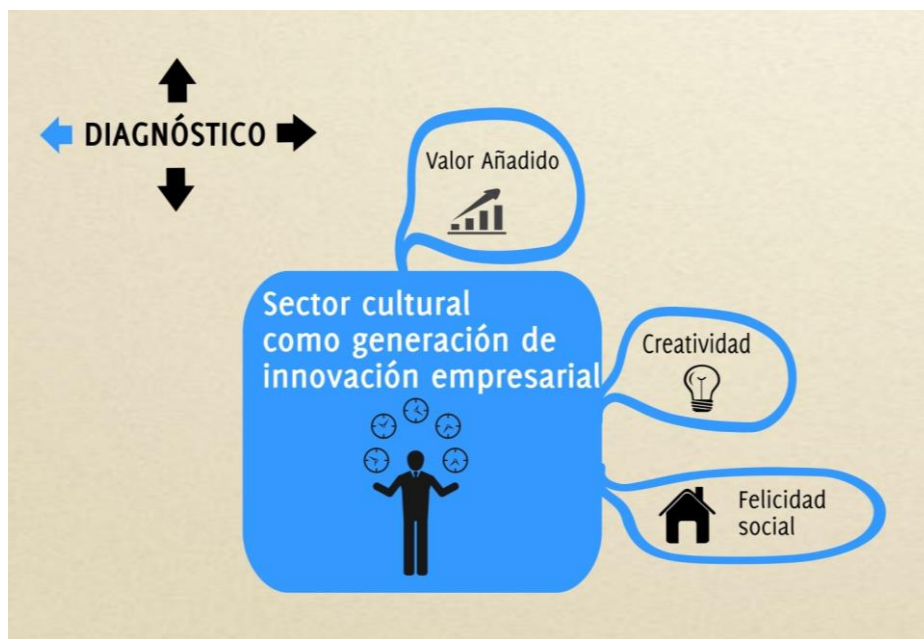 DIAGNÓSTICO
Valor Añadido
Sector cultural
como generación de
innovación empresarial
Creatividad
Felicidad
social